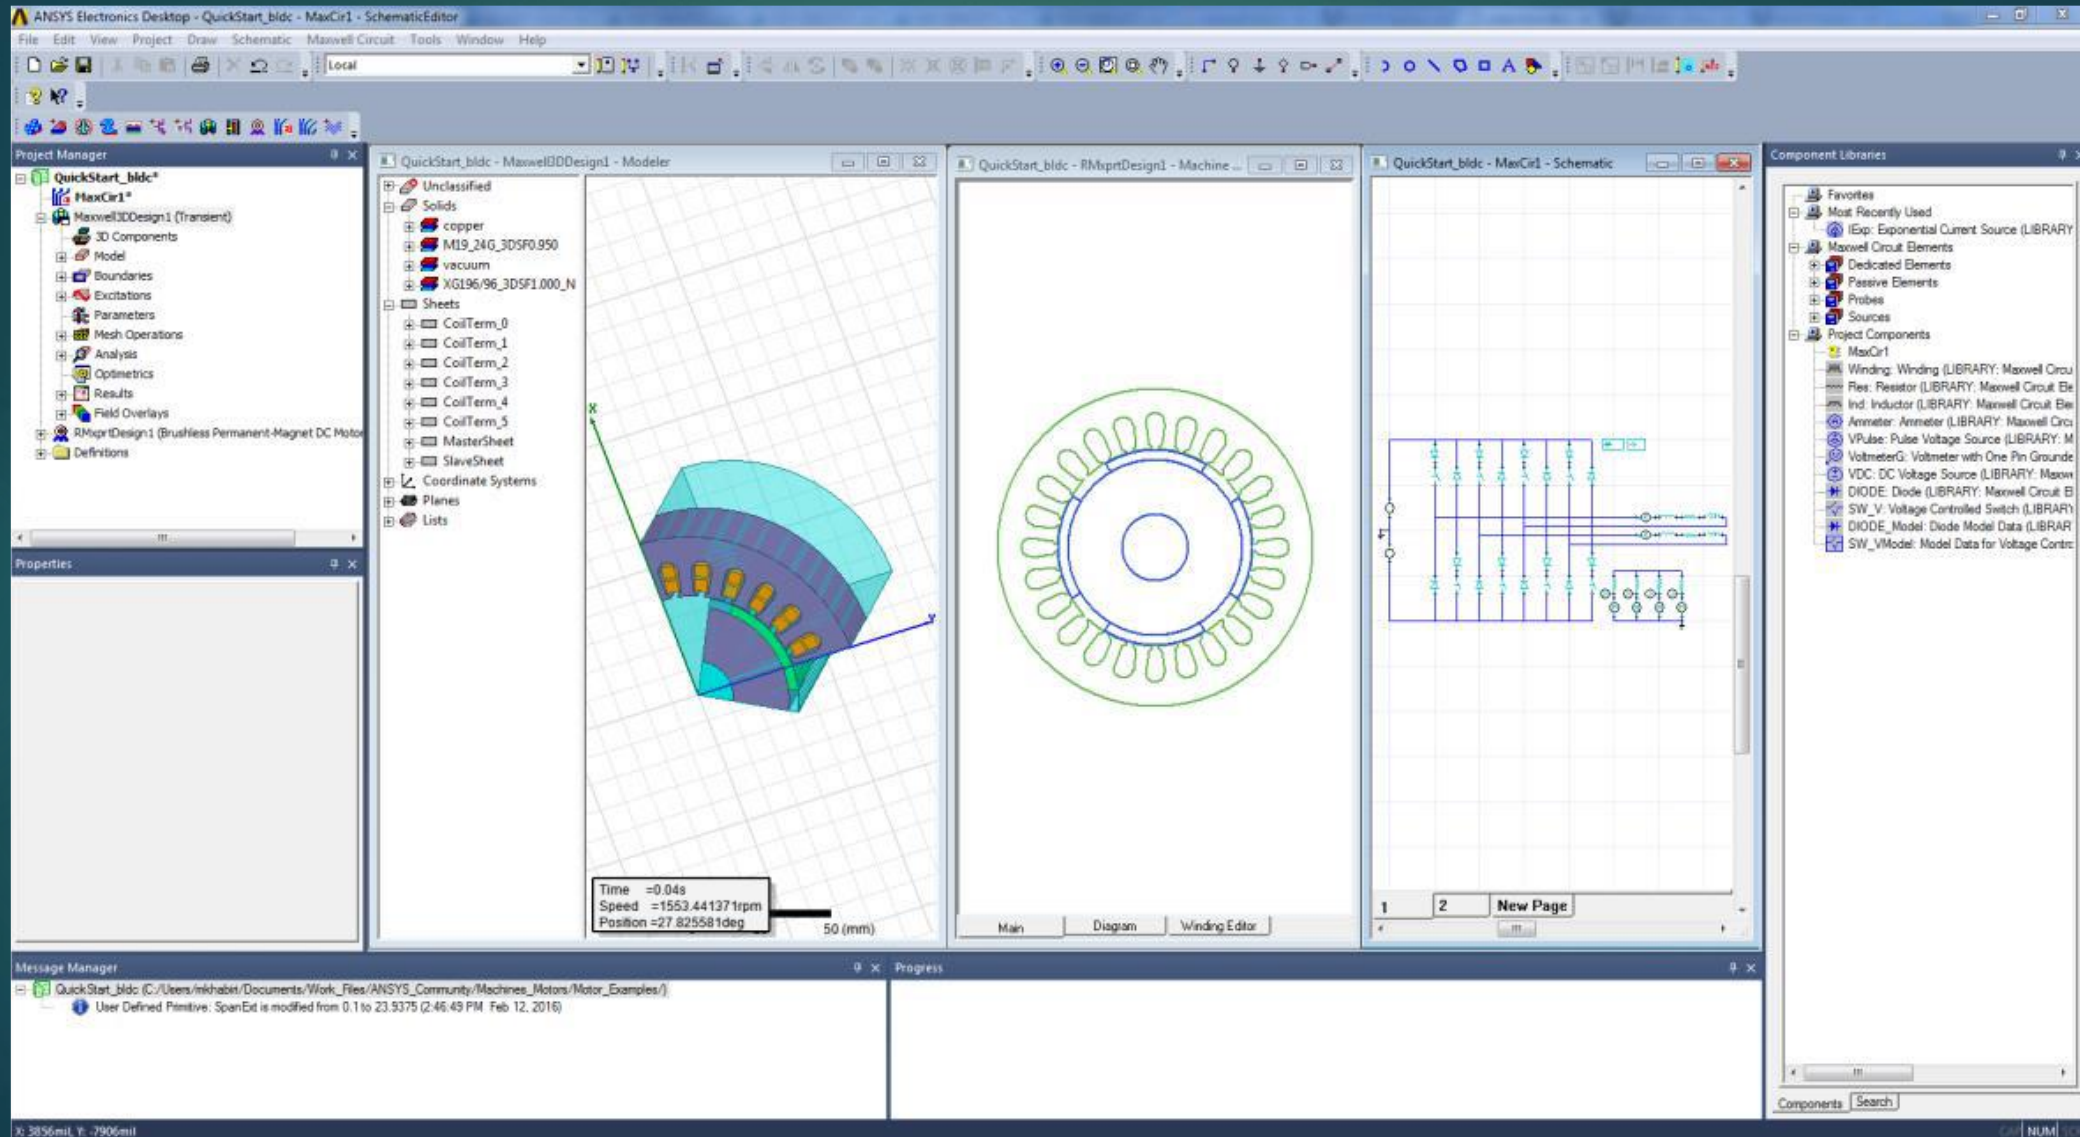 ANSYS Electronics Desktop - QuickStart_bldc - MaxCir1 - SchematicEditor
File Edit View Project Draw Schematic Maxwell Circuit Tools Window Help
Local
Project Manager
QuickStart_bldc*
MaxCir1*
Maxwell3DDesign1 (Transient)
3D Components
Model
Boundaries
Excitations
Parameters
Mesh Operations
Analysis
Optimetrics
Results
Field Overlays
RMxprtDesign1 (Brushless Permanent-Magnet DC Motor
Definitions
Properties
QuickStart_bldc - Maxwell3DDesign1 - Modeler
Unclassified
Solids
copper
M19_24G_3DSF0.950
vacuum
XG196/96_3DSF1.000_N
Sheets
CoilTerm_0
CoilTerm_1
CoilTerm_2
CoilTerm_3
CoilTerm_4
CoilTerm_5
MasterSheet
SlaveSheet
Coordinate Systems
Planes
Lists
X
Y
Time =0.04s
Speed =1553.441371rpm
Position =27.825581deg
50 (mm)
QuickStart_bldc - RMxprtDesign1 - Machine ...
Main Diagram Winding Editor
QuickStart_bldc - MaxCir1 - Schematic
1 2 New Page
Component Libraries
Favorites
Most Recently Used
IExp: Exponential Current Source (LIBRARY
Maxwell Circuit Elements
Dedicated Elements
Passive Elements
Probes
Sources
Project Components
MaxCir1
Winding: Winding (LIBRARY: Maxwell Circu
Res: Resistor (LIBRARY: Maxwell Circuit Ele
Ind: Inductor (LIBRARY: Maxwell Circuit Ele
Ammeter: Ammeter (LIBRARY: Maxwell Circu
VPulse: Pulse Voltage Source (LIBRARY: M
VoltmeterG: Voltmeter with One Pin Grounde
VDC: DC Voltage Source (LIBRARY: Maxwe
DIODE: Diode (LIBRARY: Maxwell Circuit El
SW_V: Voltage Controlled Switch (LIBRARY
DIODE_Model: Diode Model Data (LIBRAR
SW_VModel: Model Data for Voltage Contrc
Components Search
Message Manager
QuickStart_bldc (C:/Users/mkhabiri/Documents/Work_Files/ANSYS_Community/Machines_Motors/Motor_Examples/)
User Defined Primitive: SpanExt is modified from 0.1 to 23.9375 (2:46:49 PM Feb 12, 2016)
Progress
X: 3856mil, Y: -7906mil
CAP NUM